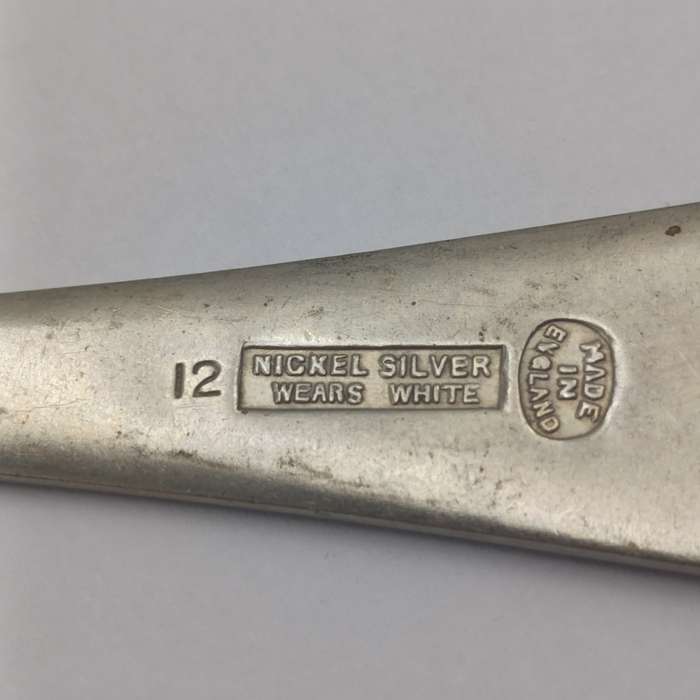 12
NICKEL SILVER
WEARS WHITE
MADE
IN
ENGLAND